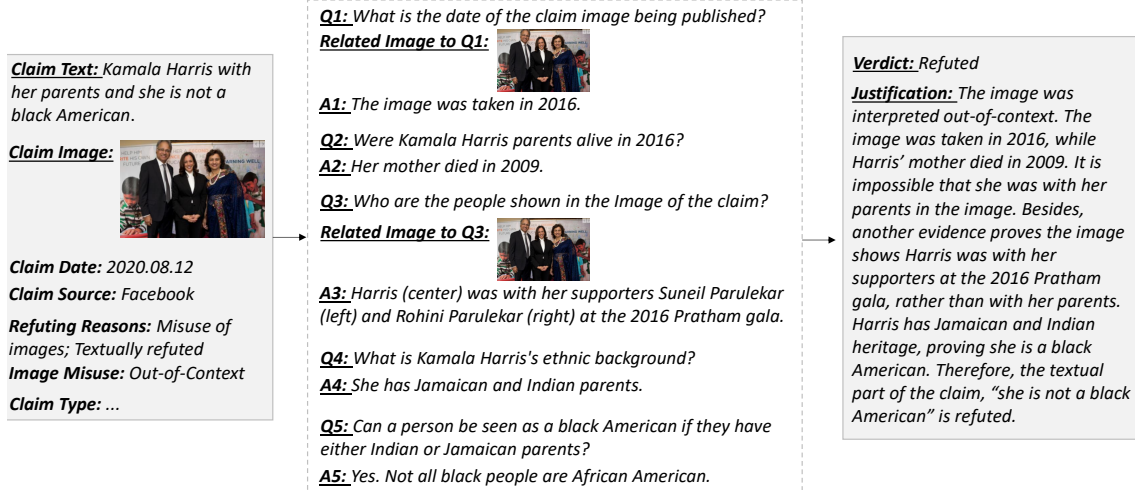 Claim Text: Kamala Harris with
her parents and she is not a
black American.
Claim Image:
Claim Date: 2020.08.12
Claim Source: Facebook
Refuting Reasons: Misuse of
images; Textually refuted
Image Misuse: Out-of-Context
Claim Type: ...
Q1: What is the date of the claim image being published?
Related Image to Q1:
A1: The image was taken in 2016.
Q2: Were Kamala Harris parents alive in 2016?
A2: Her mother died in 2009.
Q3: Who are the people shown in the Image of the claim?
Related Image to Q3:
A3: Harris (center) was with her supporters Suneil Parulekar
(left) and Rohini Parulekar (right) at the 2016 Pratham gala.
Q4: What is Kamala Harris's ethnic background?
A4: She has Jamaican and Indian parents.
Q5: Can a person be seen as a black American if they have
either Indian or Jamaican parents?
A5: Yes. Not all black people are African American.
Verdict: Refuted
Justification: The image was
interpreted out-of-context. The
image was taken in 2016, while
Harris' mother died in 2009. It is
impossible that she was with her
parents in the image. Besides,
another evidence proves the image
shows Harris was with her
supporters at the 2016 Pratham
gala, rather than with her parents.
Harris has Jamaican and Indian
heritage, proving she is a black
American. Therefore, the textual
part of the claim, “she is not a black
American” is refuted.